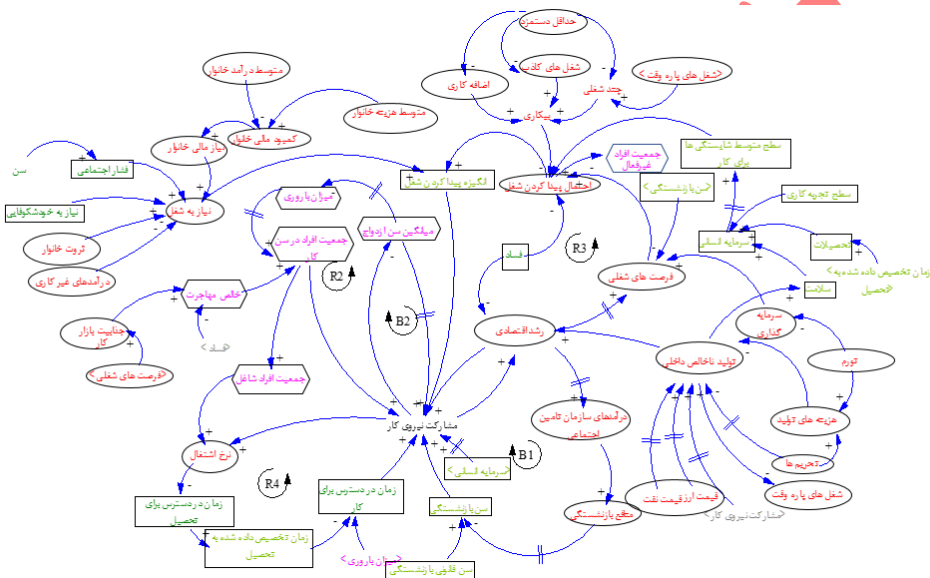 حداقل دستمزد
متوسط درآمد خانوار
شغل های کاذب
اضافه کاری
چند شغلی
<شغل های پاره وقت>
متوسط هزینه خانوار
بیکاری
کمبود مالی خانوار
نیاز مالی خانوار
سطح متوسط شایستگی ها
برای کار
جمعیت افراد
غیرفعال
سن
فشار اجتماعی
انگیزه پیدا کردن شغل
احتمال پیدا کردن شغل
<سن بازنشستگی>
سطح تجربه کاری
میزان باروری
نیاز به خودشکوفایی
نیاز به شغل
میانگین سن ازدواج
جمعیت افراد در سن
کار
سرمایه انسانی
تحصیلات
ثروت خانوار
R3
فساد
زمان تخصیص داده شده به
تحصیل
R2
فرصت های شغلی
درآمدهای غیر کاری
سلامت
خالص مهاجرت
B2
سرمایه
گذاری
جذابیت بازار
کار
رشد اقتصادی
<فساد>
تولید ناخالص داخلی
تورم
<فرصت های شغلی>
جمعیت افراد شاغل
درآمدهای سازمان تامین
اجتماعی
مشارکت نیروی کار
هزینه های تولید
نرخ اشتغال
B1
<سرمایه انسانی>
تحریم ها
R4
زمان در دسترس برای
کار
شغل های پاره وقت
قیمت نفت
قیمت ارز
زمان در دسترس برای
تحصیل
سن بازنشستگی
منافع بازنشستگی
<مشارکت نیروی کار>
زمان تخصیص داده شده به
تحصیل
<میزان باروری>
سن قانونی بازنشستگی